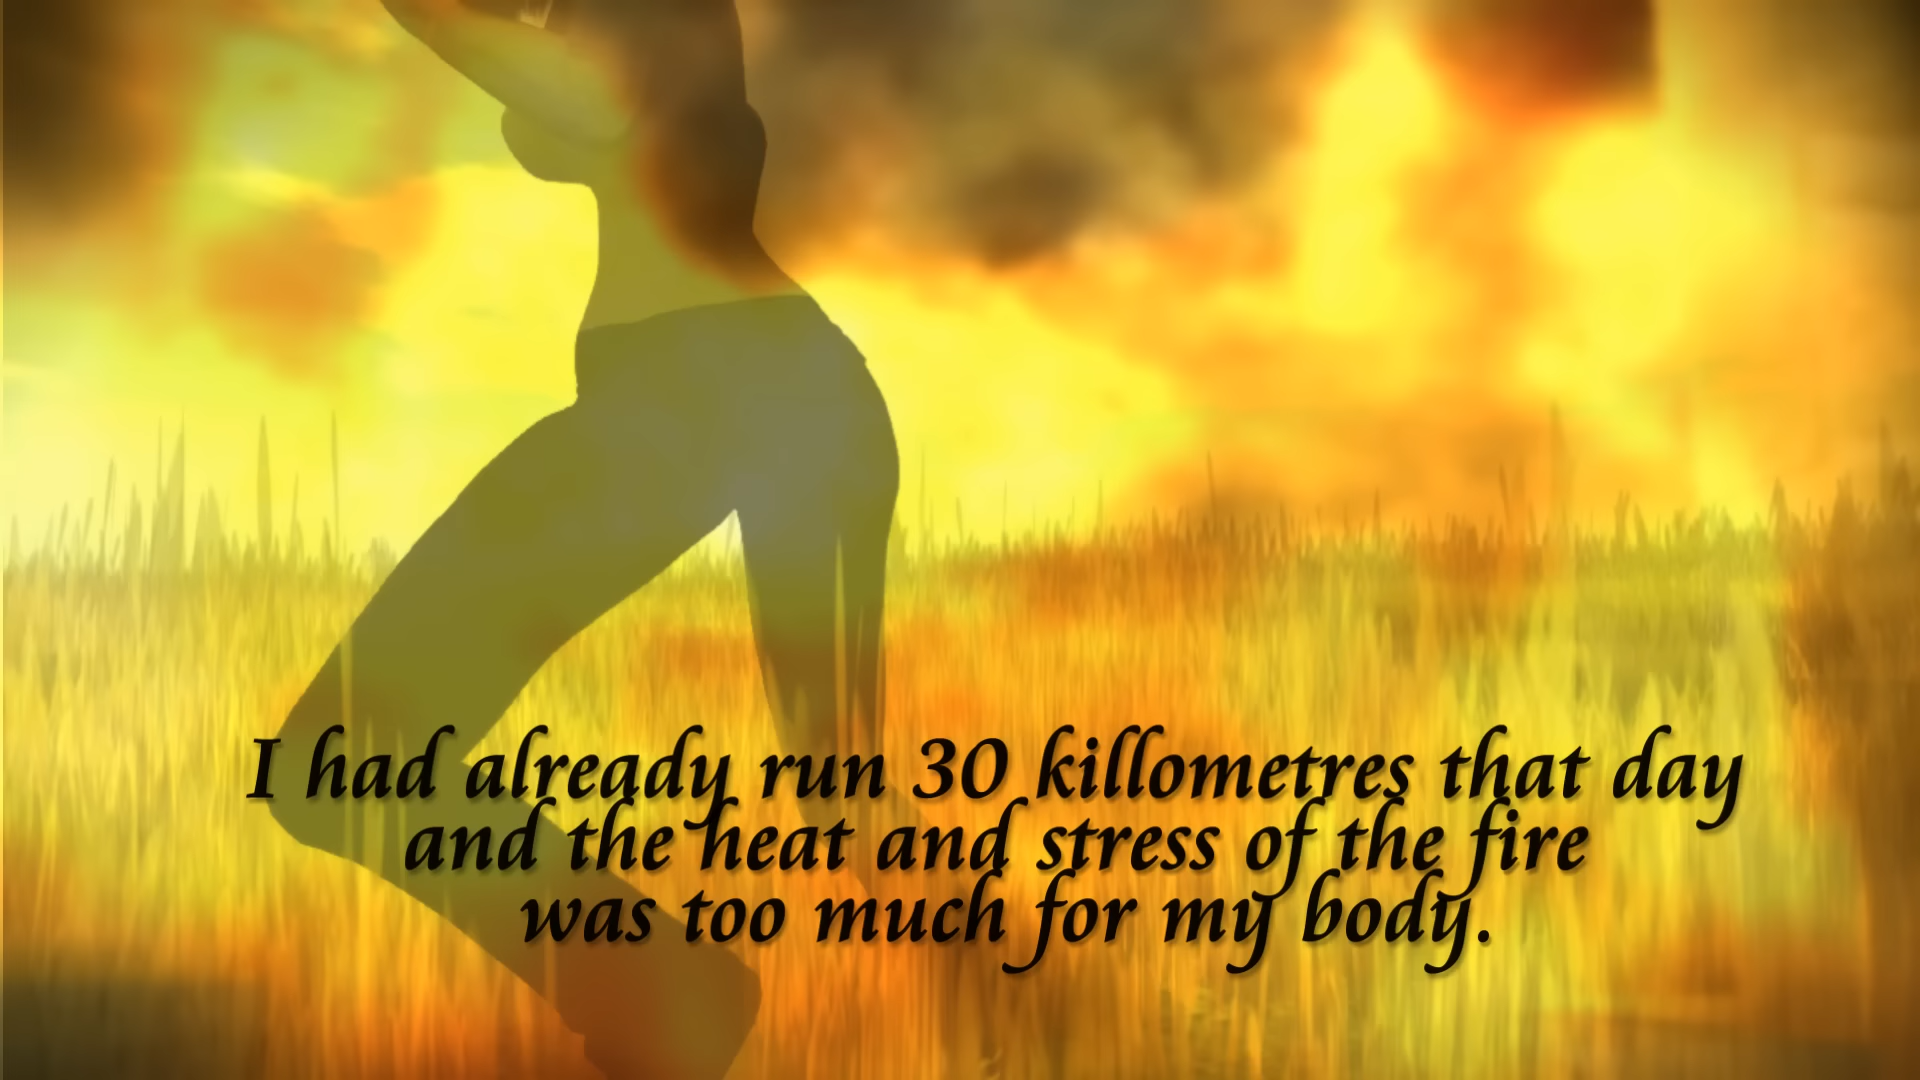 I had already run 30 killometres that day
and the heat and stress of the fire
was too much for my body.